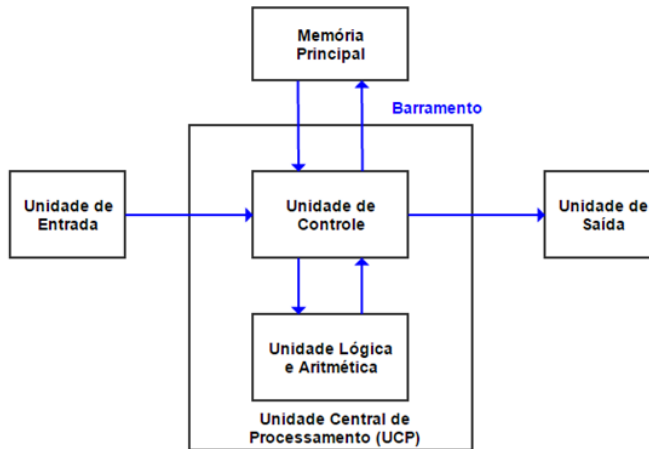 Memória
Principal
Barramento
Unidade de
Entrada
Unidade de
Controle
Unidade de
Saída
Unidade Lógica
e Aritmética
Unidade Central de
Processamento (UCP)